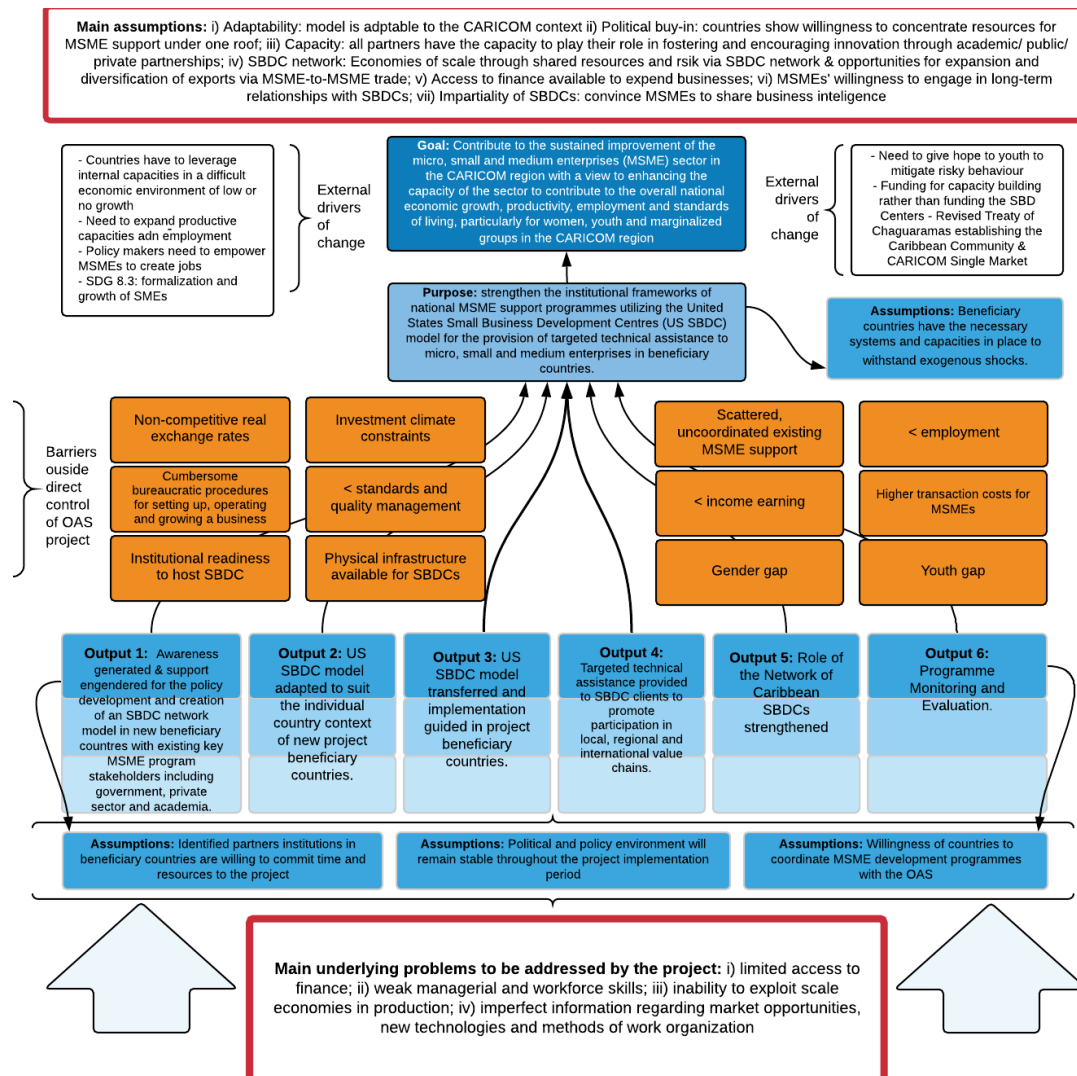 Main assumptions: i) Adaptability: model is adptable to the CARICOM context ii) Political buy-in: countries show willingness to concentrate resources for
MSME support under one roof; iii) Capacity: all partners have the capacity to play their role in fostering and encouraging innovation through academic/ public/
private partnerships; iv) SBDC network: Economies of scale through shared resources and rsik via SBDC network & opportunities for expansion and
diversification of exports via MSME-to-MSME trade; v) Access to finance available to expend businesses; vi) MSMEs' willingness to engage in long-term
relationships with SBDCs; vii) Impartiality of SBDCs: convince MSMEs to share business inteligence
- Countries have to leverage
internal capacities in a difficult
economic environment of low or
no growth
- Need to expand productive
capacities adn employment
- Policy makers need to empower
MSMEs to create jobs
- SDG 8.3: formalization and
growth of SMEs
External
drivers
of
change
Goal: Contribute to the sustained improvement of the
micro, small and medium enterprises (MSME) sector in
the CARICOM region with a view to enhancing the
capacity of the sector to contribute to the overall national
economic growth, productivity, employment and standards
of living, particularly for women, youth and marginalized
groups in the CARICOM region
External
drivers
of
change
- Need to give hope to youth to
mitigate risky behaviour
- Funding for capacity building
rather than funding the SBD
Centers - Revised Treaty of
Chaguaramas establishing the
Caribbean Community &
CARICOM Single Market
Purpose: strengthen the institutional frameworks of
national MSME support programmes utilizing the United
States Small Business Development Centres (US SBDC)
model for the provision of targeted technical assistance to
micro, small and medium enterprises in beneficiary
countries.
Assumptions: Beneficiary
countries have the necessary
systems and capacities in place to
withstand exogenous shocks.
Barriers
ouside
direct
control
of OAS
project
Non-competitive real
exchange rates
Investment climate
constraints
Scattered,
uncoordinated existing
MSME support
< employment
Cumbersome
bureaucratic procedures
for setting up, operating
and growing a business
< standards and
quality management
< income earning
Higher transaction costs for
MSMEs
Institutional readiness
to host SBDC
Physical infrastructure
available for SBDCs
Gender gap
Youth gap
Output 1: Awareness
generated & support
engendered for the policy
development and creation
of an SBDC network
model in new beneficiary
countres with existing key
MSME program
stakeholders including
government, private
sector and academia.
Output 2: US
SBDC model
adapted to suit
the individual
country context
of new project
beneficiary
countries.
Output 3: US
SBDC model
transferred and
implementation
guided in project
beneficiary
countries.
Output 4:
Targeted technical
assistance provided
to SBDC clients to
promote
participation in
local, regional and
international value
chains.
Output 5: Role of
the Network of
Caribbean
SBDCs
strengthened
Output 6:
Programme
Monitoring and
Evaluation.
Assumptions: Identified partners institutions in
beneficiary countries are willing to commit time and
resources to the project
Assumptions: Political and policy environment will
remain stable throughout the project implementation
period
Assumptions: Willingness of countries to
coordinate MSME development programmes
with the OAS
Main underlying problems to be addressed by the project: i) limited access to
finance; ii) weak managerial and workforce skills; iii) inability to exploit scale
economies in production; iv) imperfect information regarding market opportunities,
new technologies and methods of work organization